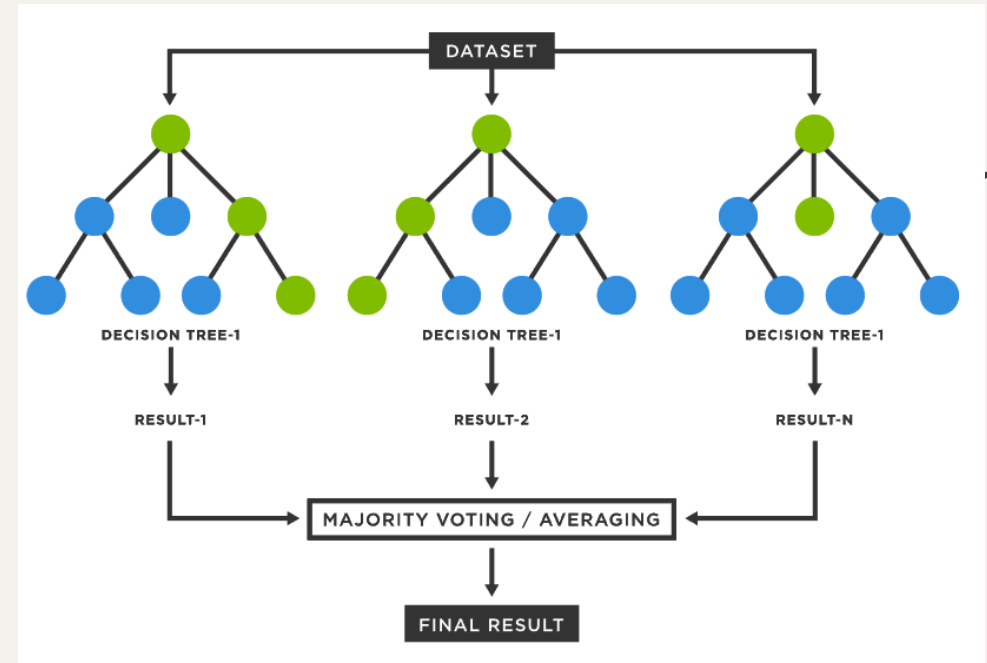 DATASET
DECISION TREE-1
DECISION TREE-1
DECISION TREE-1
RESULT-1
RESULT-2
RESULT-N
MAJORITY VOTING / AVERAGING
FINAL RESULT